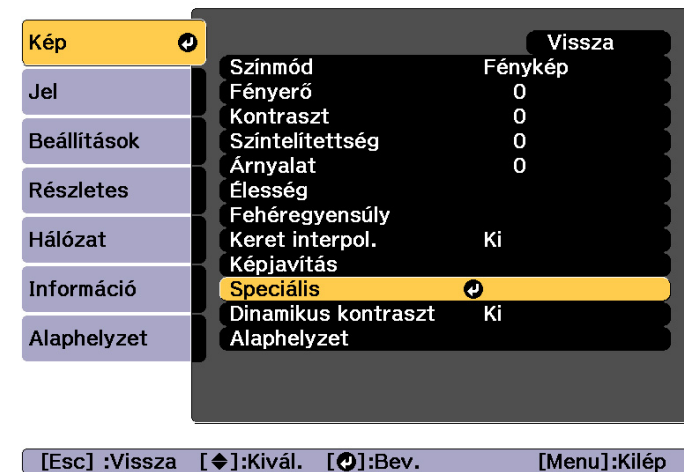 Kép
Jel
Beállítások
Részletes
Hálózat
Információ
Alaphelyzet
Vissza
Színmód Fénykép
Fényerő 0
Kontraszt 0
Színtelítettség 0
Árnyalat 0
Élesség
Fehéregyensúly
Keret interpol. Ki
Képjavítás
Speciális
Dinamikus kontraszt Ki
Alaphelyzet
[Esc] :Vissza [◆]:Kivál. [↵]:Bev. [Menu]:Kilép